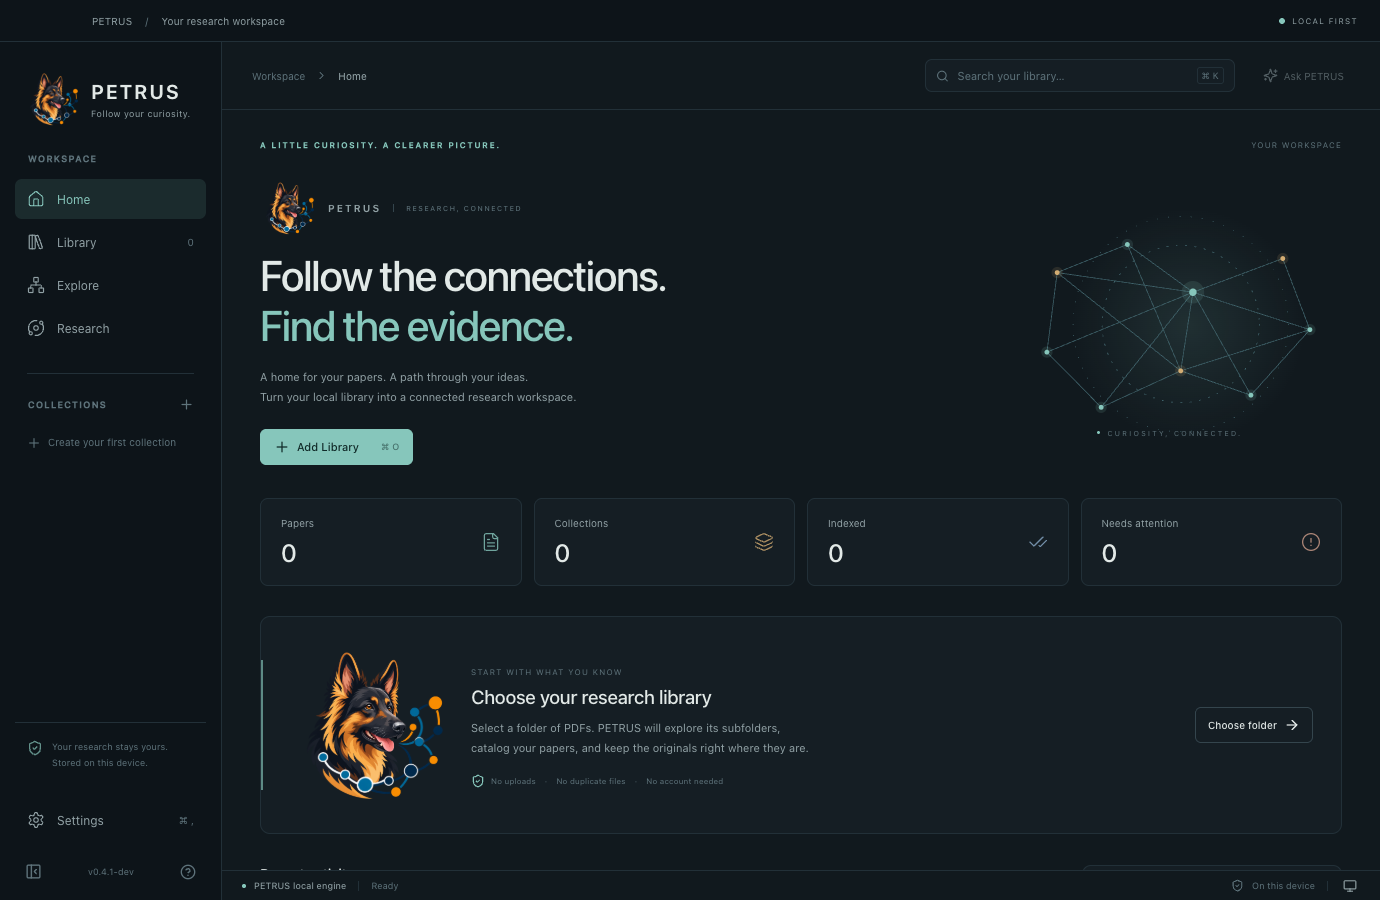 PETRUS / Your research workspace
LOCAL FIRST
PETRUS
Follow your curiosity.
WORKSPACE
Home
Library 0
Explore
Research
COLLECTIONS
Create your first collection
Your research stays yours.
Stored on this device.
Settings ⌘ ,
v0.4.1-dev
Workspace > Home
Search your library... ⌘ K
Ask PETRUS
A LITTLE CURIOSITY. A CLEARER PICTURE.
YOUR WORKSPACE
PETRUS | RESEARCH, CONNECTED
Follow the connections.
Find the evidence.
A home for your papers. A path through your ideas.
Turn your local library into a connected research workspace.
+ Add Library ⌘ O
CURIOSITY, CONNECTED.
Papers
0
Collections
0
Indexed
0
Needs attention
0
START WITH WHAT YOU KNOW
Choose your research library
Select a folder of PDFs. PETRUS will explore its subfolders,
catalog your papers, and keep the originals right where they are.
No uploads · No duplicate files · No account needed
Choose folder →
PETRUS local engine | Ready
On this device